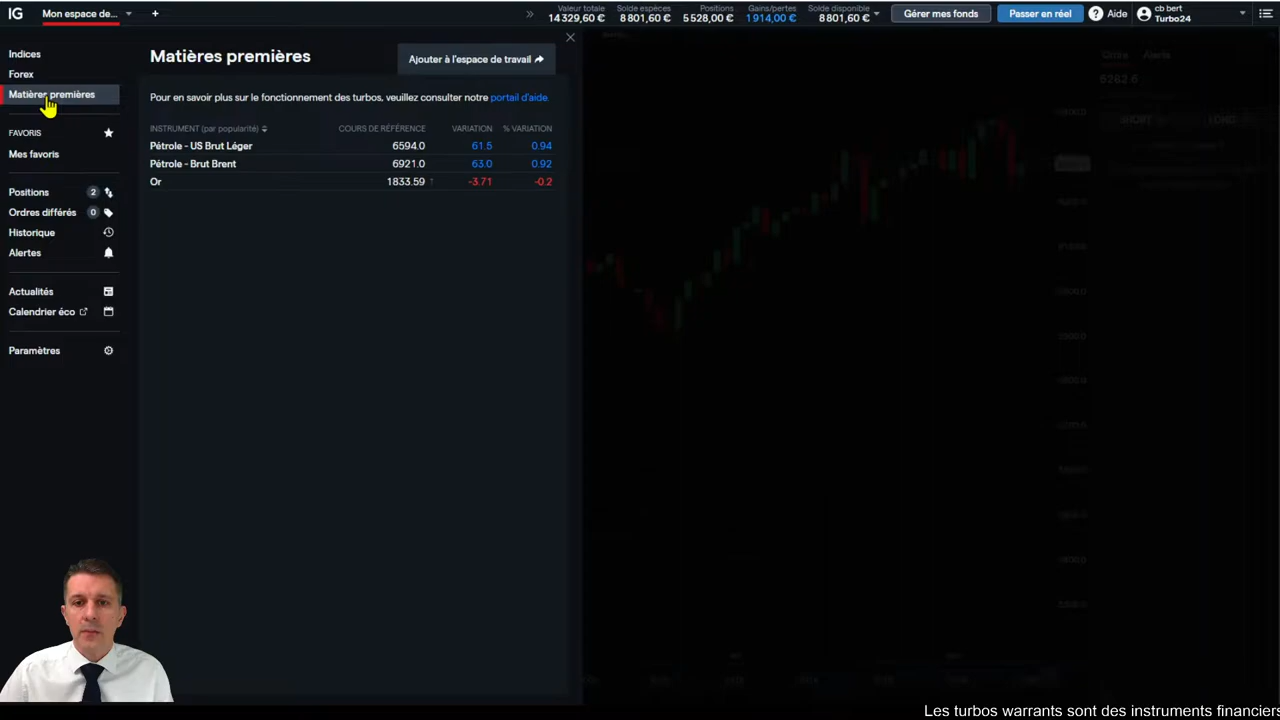 IG Mon espace de... + » Valeur totale Solde espèces Positions Gains/pertes Solde disponible Gérer mes fonds Passer en réel ? Aide cb bert
14 329,60 € 8 801,60 € 5 528,00 € 1 914,00 € 8 801,60 € Turbo24
Indices
Forex
Matières premières
FAVORIS
Mes favoris
Positions 2
Ordres différés 0
Historique
Alertes
Actualités
Calendrier éco
Paramètres
Matières premières
Ajouter à l'espace de travail
Pour en savoir plus sur le fonctionnement des turbos, veuillez consulter notre portail d'aide
INSTRUMENT (par popularité) COURS DE RÉFÉRENCE VARIATION % VARIATION
Pétrole - US Brut Léger 6594.0 61.5 0.94
Pétrole - Brut Brent 6921.0 63.0 0.92
Or 1833.59 ↑ -3.71 -0.2
Ordre Alerte
SHORT LONG
Les turbos warrants sont des instruments financiers